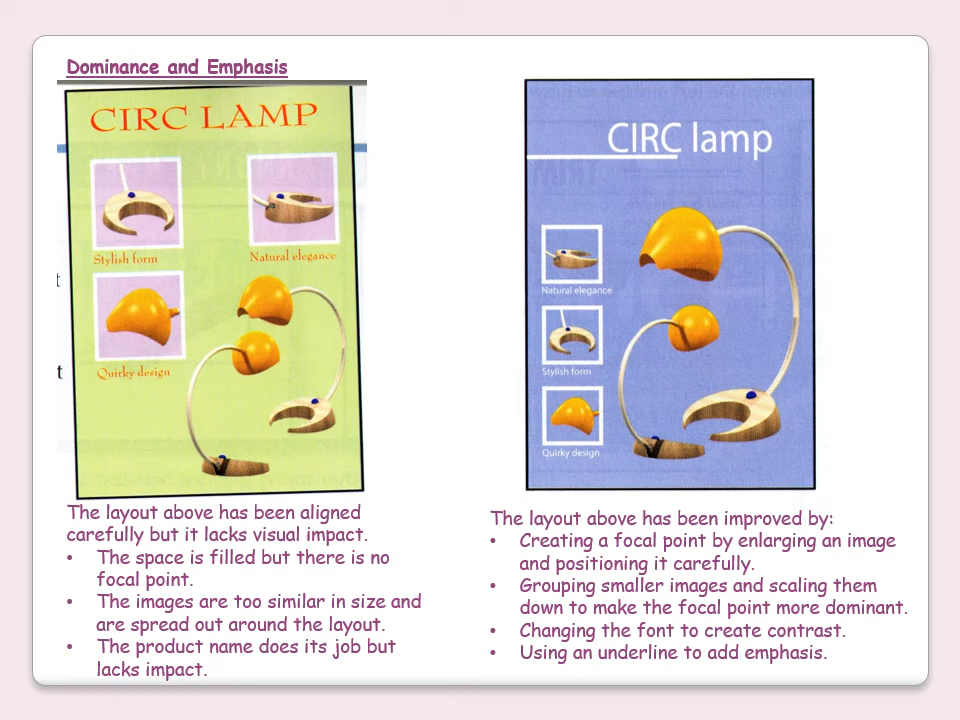 Dominance and Emphasis
CIRC LAMP
Stylish form
Natural elegance
Quirky design
t
t
The layout above has been aligned
carefully but it lacks visual impact.
• The space is filled but there is no
focal point.
• The images are too similar in size and
are spread out around the layout.
• The product name does its job but
lacks impact.
CIRC lamp
Natural elegance
Stylish form
Quirky design
The layout above has been improved by:
• Creating a focal point by enlarging an image
and positioning it carefully.
• Grouping smaller images and scaling them
down to make the focal point more dominant.
• Changing the font to create contrast.
• Using an underline to add emphasis.